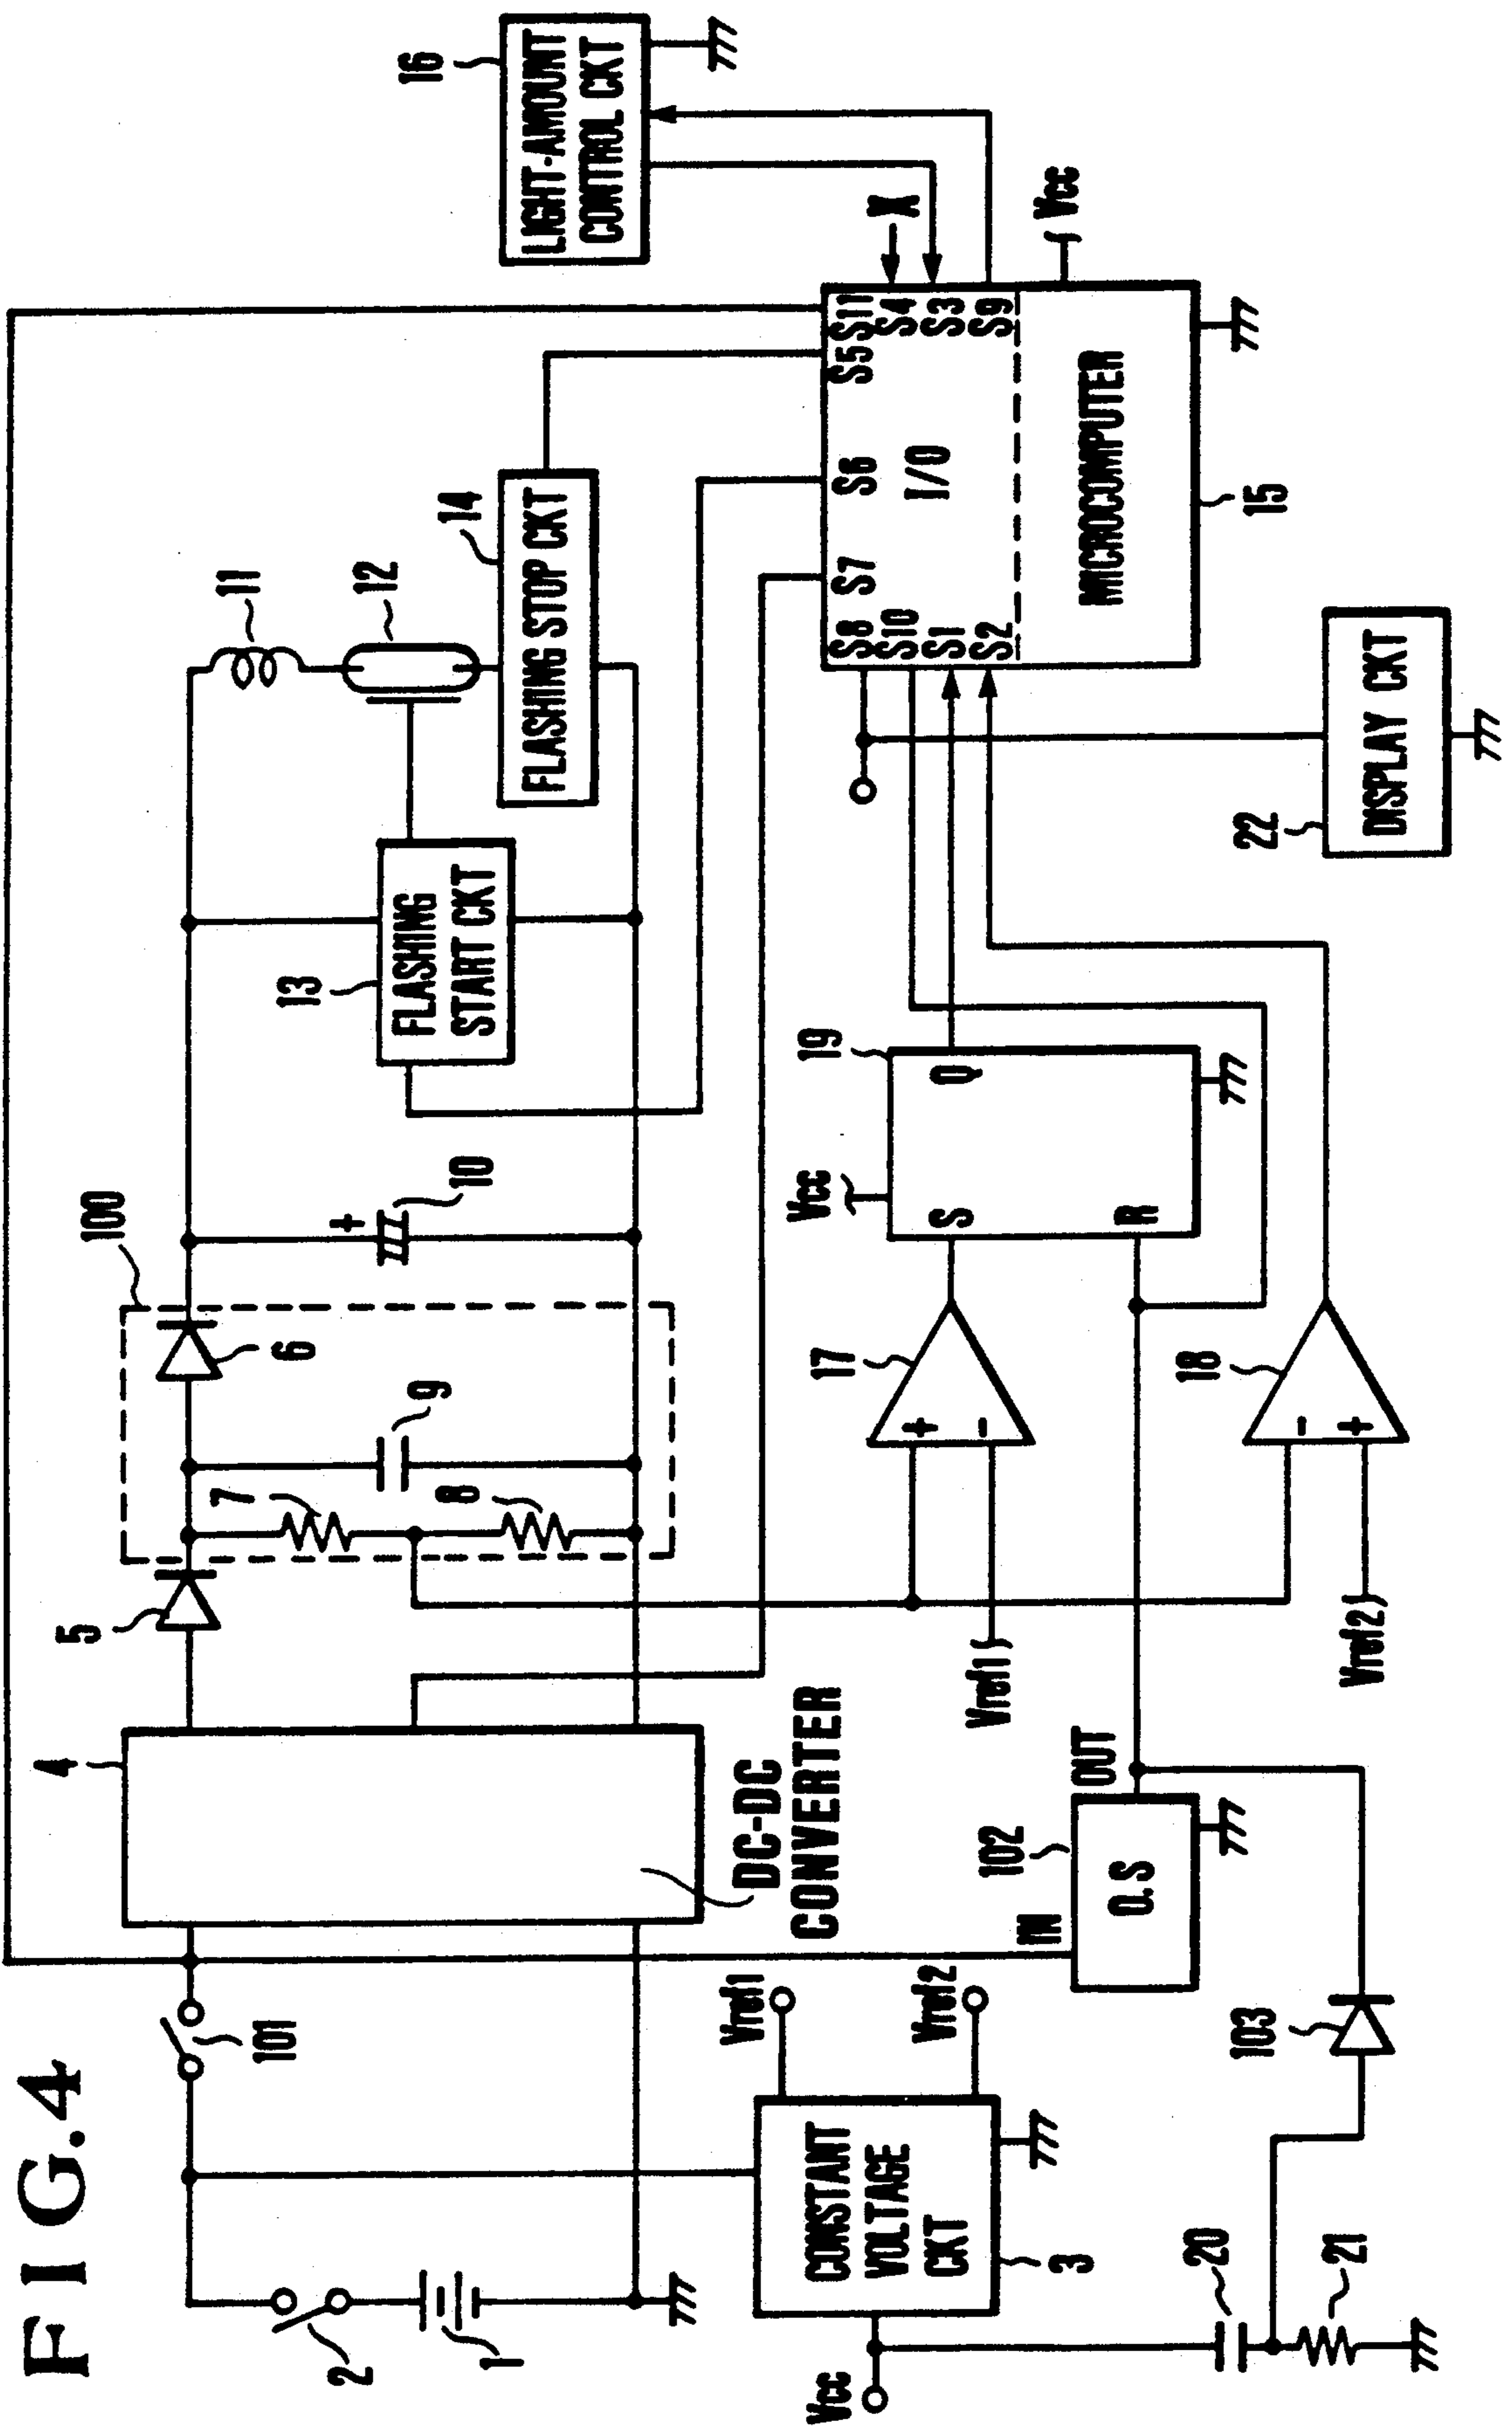 FIG.4
2
1
101
4
DC-DC
CONVERTER
5
100
7
8
9
6
+
10
13
FLASHING
START CKT
11
12
14
FLASHING STOP CKT
16
LIGHT-AMOUNT
CONTROL CKT
CONSTANT
VOLTAGE
CKT
3
Vcc
Vref1
Vref2
20
21
103
102
IN
O.S
OUT
Vref1
Vref2
17
+
-
18
-
+
19
Vcc
S
R
Q
S8
S10
S1
S2
S7
S6
S5
S11
S4
S3
S9
I/O
MICROCOMPUTER
15
X
Vcc
22
DISPLAY CKT